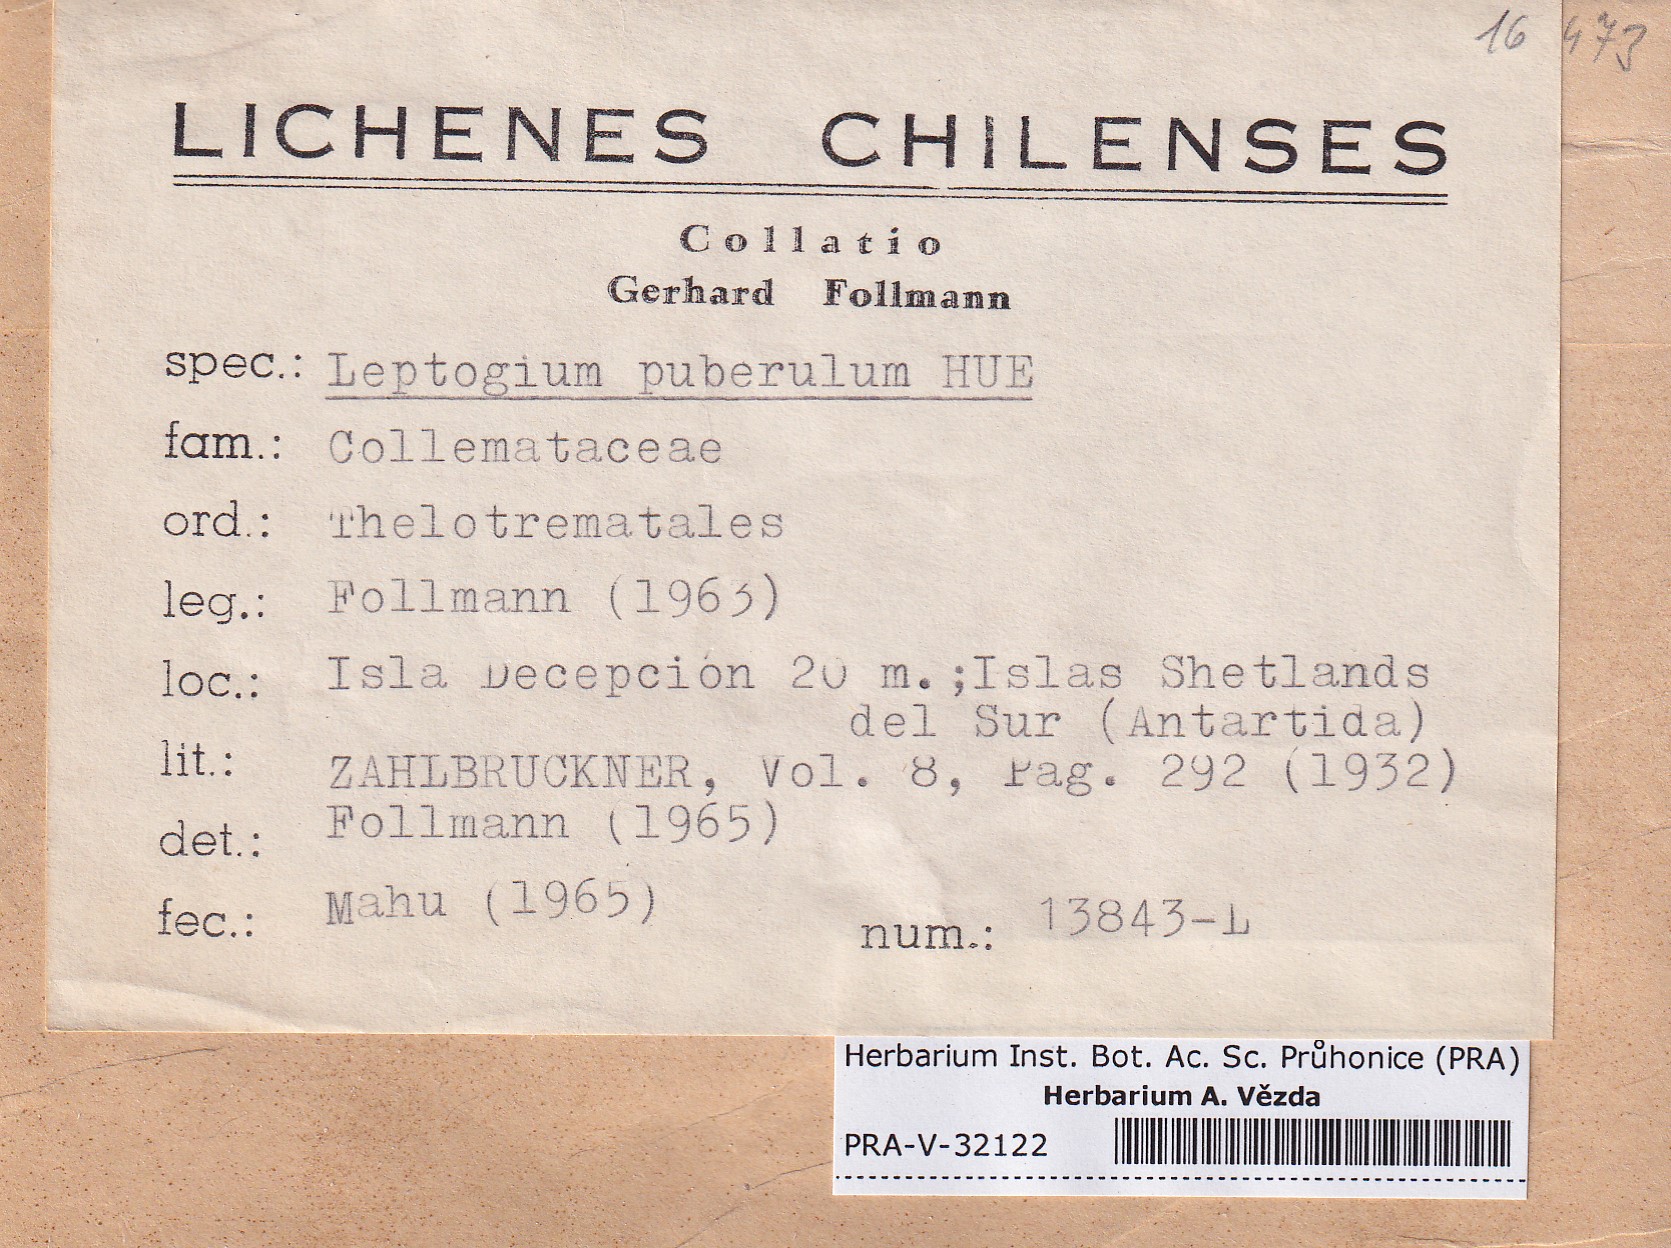 16 473
LICHENES CHILENSES
Collatio
Gerhard Follmann
spec.: Leptogium puberulum HUE
fam.: Collemataceae
ord.: Thelotrematales
leg.: Follmann (1963)
loc.: Isla Decepción 20 m.;Islas Shetlands
del Sur (Antartida)
lit.: ZAHLBRUCKNER, Vol. 8, Pag. 292 (1932)
det.: Follmann (1965)
fec.: Mahu (1965)
num.: 13843-L
Herbarium Inst. Bot. Ac. Sc. Průhonice (PRA)
Herbarium A. Vězda
PRA-V-32122